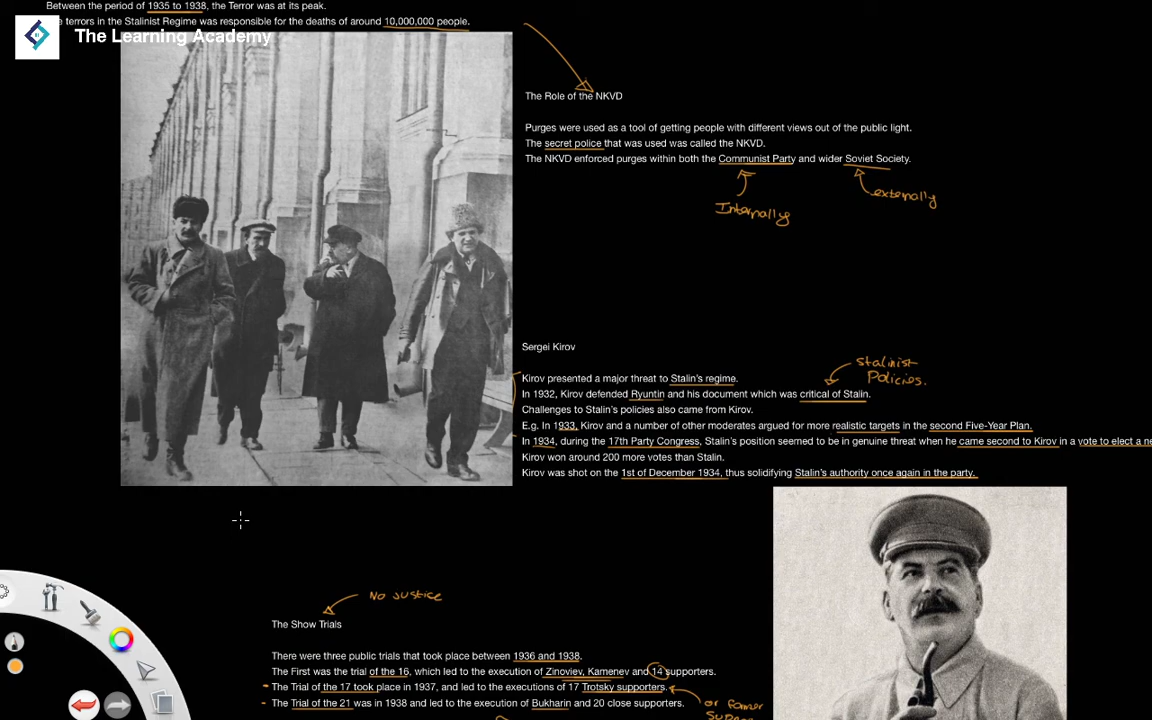 Between the period of 1935 to 1938, the Terror was at its peak.
terrors in the Stalinist Regime was responsible for the deaths of around 10,000,000 people.
The Learning Academy
The Role of the NKVD
Purges were used as a tool of getting people with different views out of the public light.
The secret police that was used was called the NKVD.
The NKVD enforced purges within both the Communist Party and wider Soviet Society.
Internally
externally
Sergei Kirov
Stalinist
Policies.
Kirov presented a major threat to Stalin's regime.
In 1932, Kirov defended Ryuntin and his document which was critical of Stalin.
Challenges to Stalin's policies also came from Kirov.
E.g. In 1933, Kirov and a number of other moderates argued for more realistic targets in the second Five-Year Plan.
In 1934, during the 17th Party Congress, Stalin's position seemed to be in genuine threat when he came second to Kirov in a vote to elect a
Kirov won around 200 more votes than Stalin.
Kirov was shot on the 1st of December 1934, thus solidifying Stalin's authority once again in the party.
No Justice
The Show Trials
There were three public trials that took place between 1936 and 1938.
The First was the trial of the 16, which led to the execution of Zinoviev, Kamenev and 14 supporters.
- The Trial of the 17 took place in 1937, and led to the executions of 17 Trotsky supporters.
- The Trial of the 21 was in 1938 and led to the execution of Bukharin and 20 close supporters.
or former